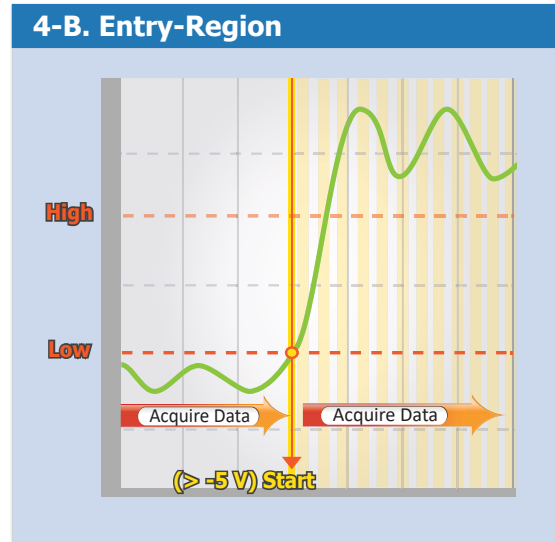 4-B. Entry-Region
High
Low
Acquire Data
Acquire Data
(> -5 V) Start